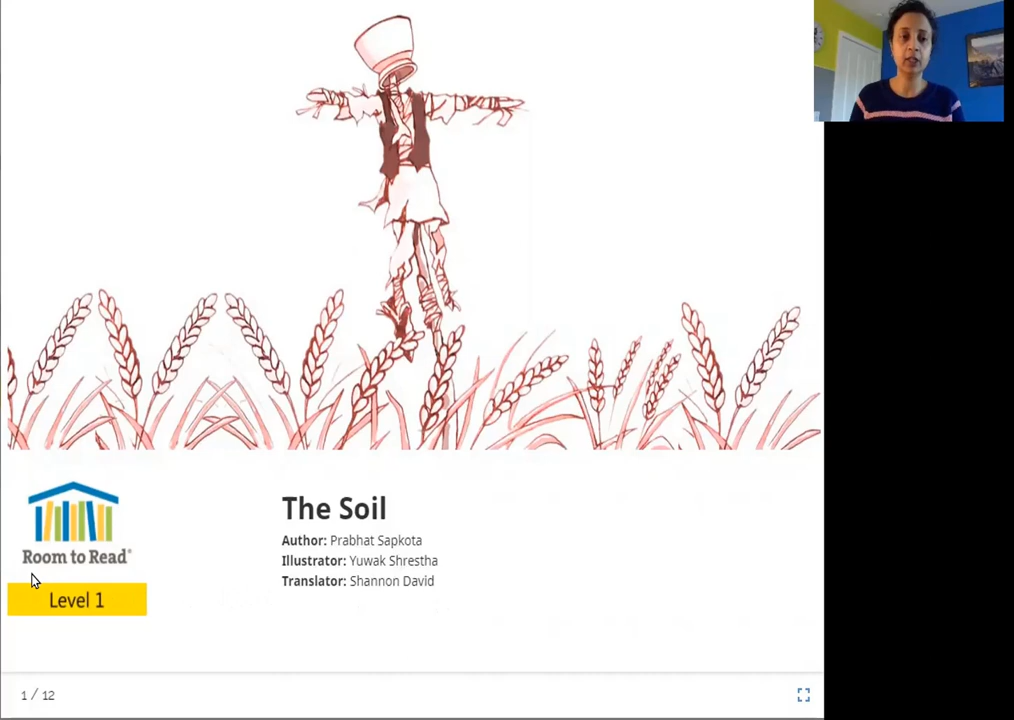 Room to Read®
Level 1
The Soil
Author: Prabhat Sapkota
Illustrator: Yuwak Shrestha
Translator: Shannon David
1 / 12